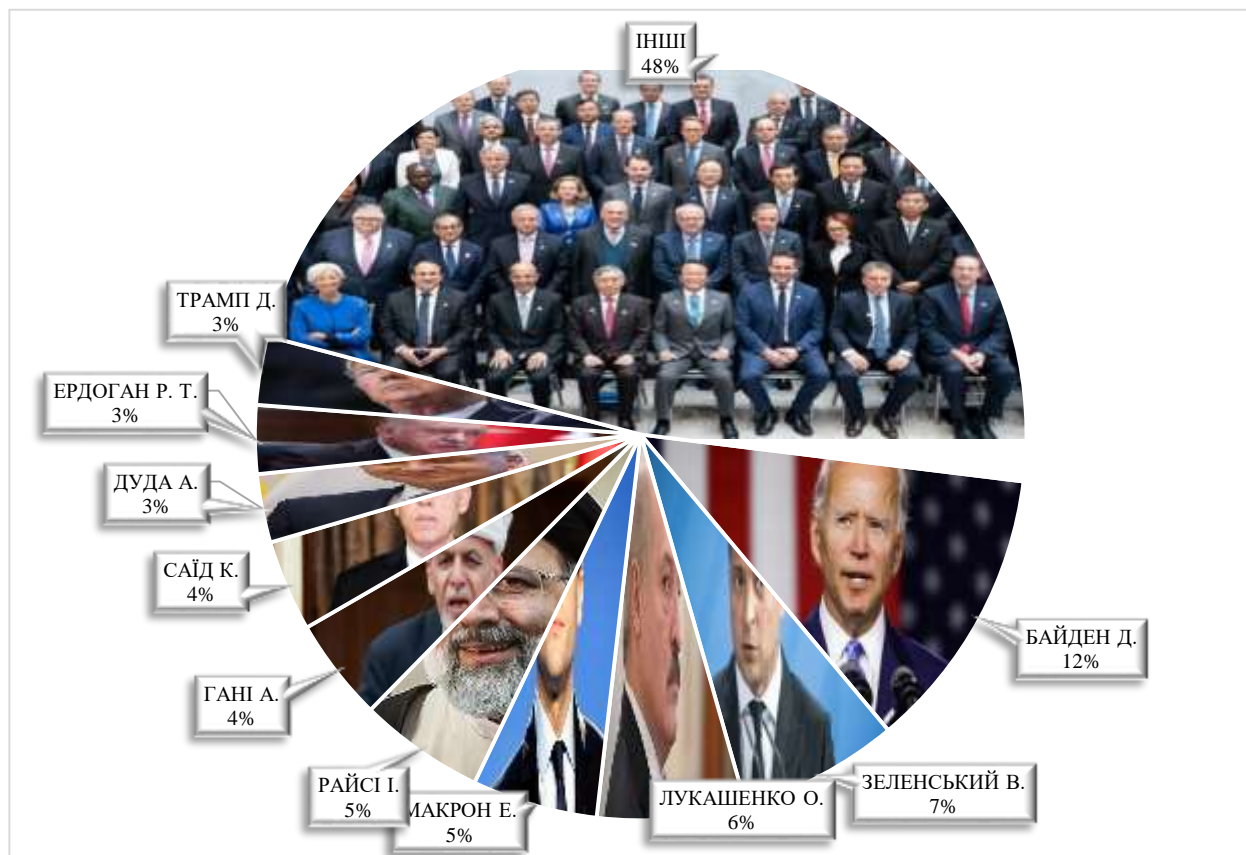 ІНШІ
48%
ТРАМП Д.
3%
ЕРДОГАН Р. Т.
3%
ДУДА А.
3%
САЇД К.
4%
ГАНІ А.
4%
РАЙСІ І.
5%
МАКРОН Е.
5%
ЛУКАШЕНКО О.
6%
ЗЕЛЕНСЬКИЙ В.
7%
БАЙДЕН Д.
12%